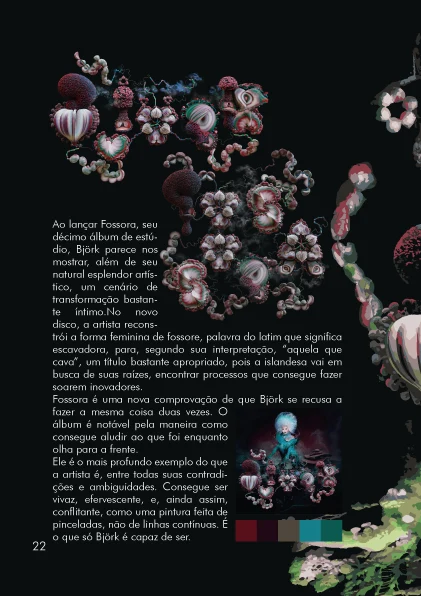 Ao lançar Fossora, seu
décimo álbum de estú-
dio, Björk parece nos
mostrar, além de seu
natural esplendor artís-
tico, um cenário de
transformação bastan-
te íntimo.No novo
disco, a artista recons-
trói a forma feminina de fossore, palavra do latim que significa
escavadora, para, segundo sua interpretação, “aquela que
cava”, um título bastante apropriado, pois a islandesa vai em
busca de suas raízes, encontrar processos que consegue fazer
soarem inovadores.
Fossora é uma nova comprovação de que Björk se recusa a
fazer a mesma coisa duas vezes. O
álbum é notável pela maneira como
consegue aludir ao que foi enquanto
olha para a frente.
Ele é o mais profundo exemplo do que
a artista é, entre todas suas contradi-
ções e ambiguidades. Consegue ser
vivaz, efervescente, e, ainda assim,
conflitante, como uma pintura feita de
pinceladas, não de linhas contínuas. É
o que só Björk é capaz de ser.
22